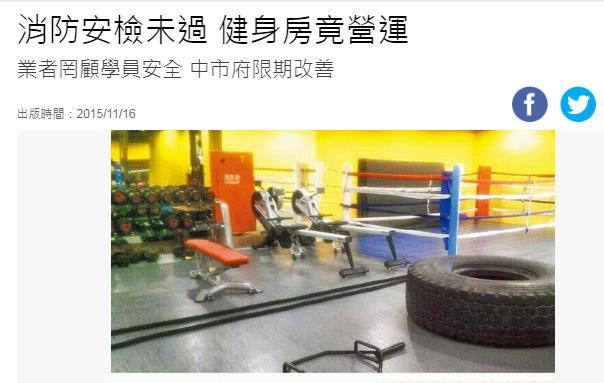 消防安檢未過 健身房竟營運
業者罔顧學員安全 中市府限期改善
出版時間：2015/11/16